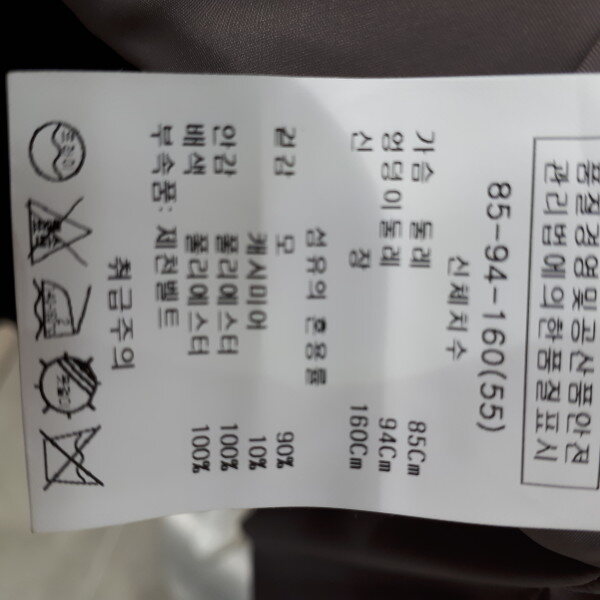 품질경영및공산품안전
관리법에의한품질표시
85-94-160(55)
신체치수
가슴 둘레 85Cm
엉덩이둘레 94Cm
신 장 160Cm
섬유의 혼용률
겉감 모 90%
캐시미어 10%
안감 폴리에스터 100%
배색 폴리에스터 100%
부속품: 제천벨트
취급주의